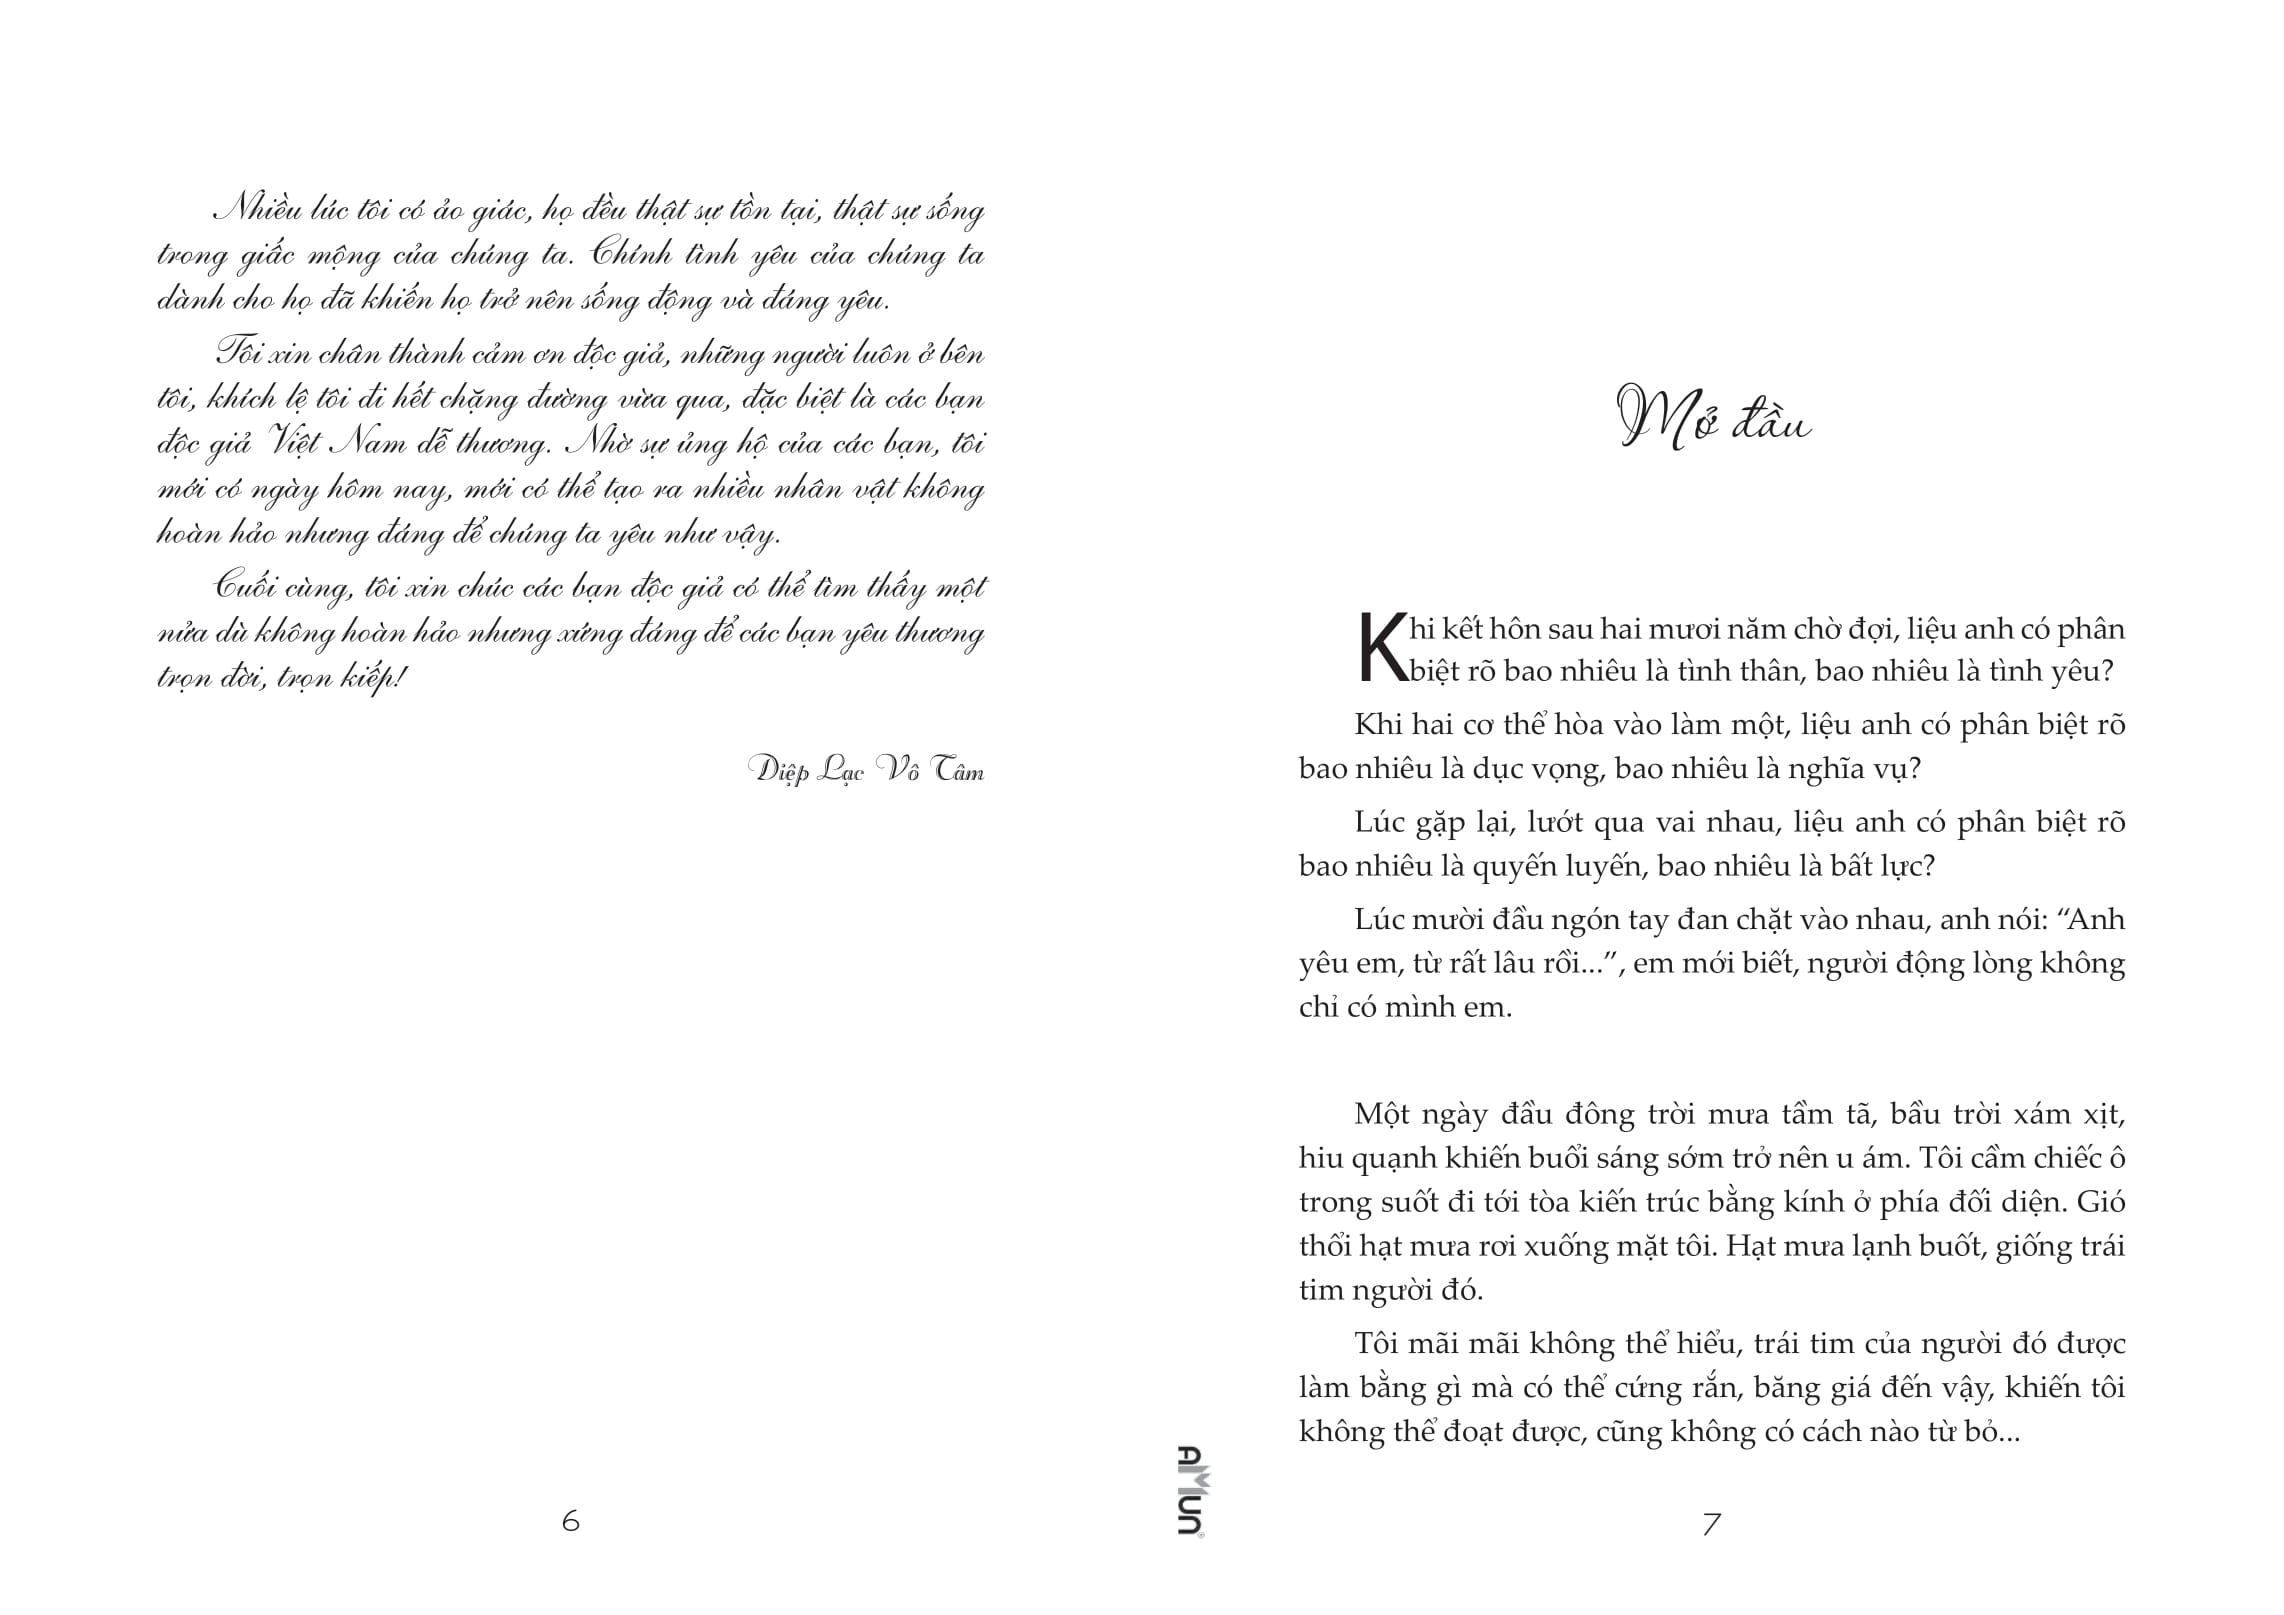 Nhiều lúc tôi có ảo giác, họ đều thật sự tồn tại, thật sự sống
trong giấc mộng của chúng ta. Chính tình yêu của chúng ta
dành cho họ đã khiến họ trở nên sống động và đáng yêu.
Tôi xin chân thành cảm ơn độc giả, những người luôn ở bên
tôi, khích lệ tôi đi hết chặng đường vừa qua, đặc biệt là các bạn
độc giả Việt Nam dễ thương. Nhờ sự ủng hộ của các bạn, tôi
mới có ngày hôm nay, mới có thể tạo ra nhiều nhân vật không
hoàn hảo nhưng đáng để chúng ta yêu như vậy.
Cuối cùng, tôi xin chúc các bạn độc giả có thể tìm thấy một
nửa dù không hoàn hảo nhưng xứng đáng để các bạn yêu thương
trọn đời, trọn kiếp!
Diệp Lạc Vô Tâm
6
Mở đầu
Khi kết hôn sau hai mươi năm chờ đợi, liệu anh có phân
biệt rõ bao nhiêu là tình thân, bao nhiêu là tình yêu?
Khi hai cơ thể hòa vào làm một, liệu anh có phân biệt rõ
bao nhiêu là dục vọng, bao nhiêu là nghĩa vụ?
Lúc gặp lại, lướt qua vai nhau, liệu anh có phân biệt rõ
bao nhiêu là quyến luyến, bao nhiêu là bất lực?
Lúc mười đầu ngón tay đan chặt vào nhau, anh nói: “Anh
yêu em, từ rất lâu rồi...”, em mới biết, người động lòng không
chỉ có mình em.
Một ngày đầu đông trời mưa tầm tã, bầu trời xám xịt,
hiu quạnh khiến buổi sáng sớm trở nên u ám. Tôi cầm chiếc ô
trong suốt đi tới tòa kiến trúc bằng kính ở phía đối diện. Gió
thổi hạt mưa rơi xuống mặt tôi. Hạt mưa lạnh buốt, giống trái
tim người đó.
Tôi mãi mãi không thể hiểu, trái tim của người đó được
làm bằng gì mà có thể cứng rắn, băng giá đến vậy, khiến tôi
không thể đoạt được, cũng không có cách nào từ bỏ...
AMUN®
7